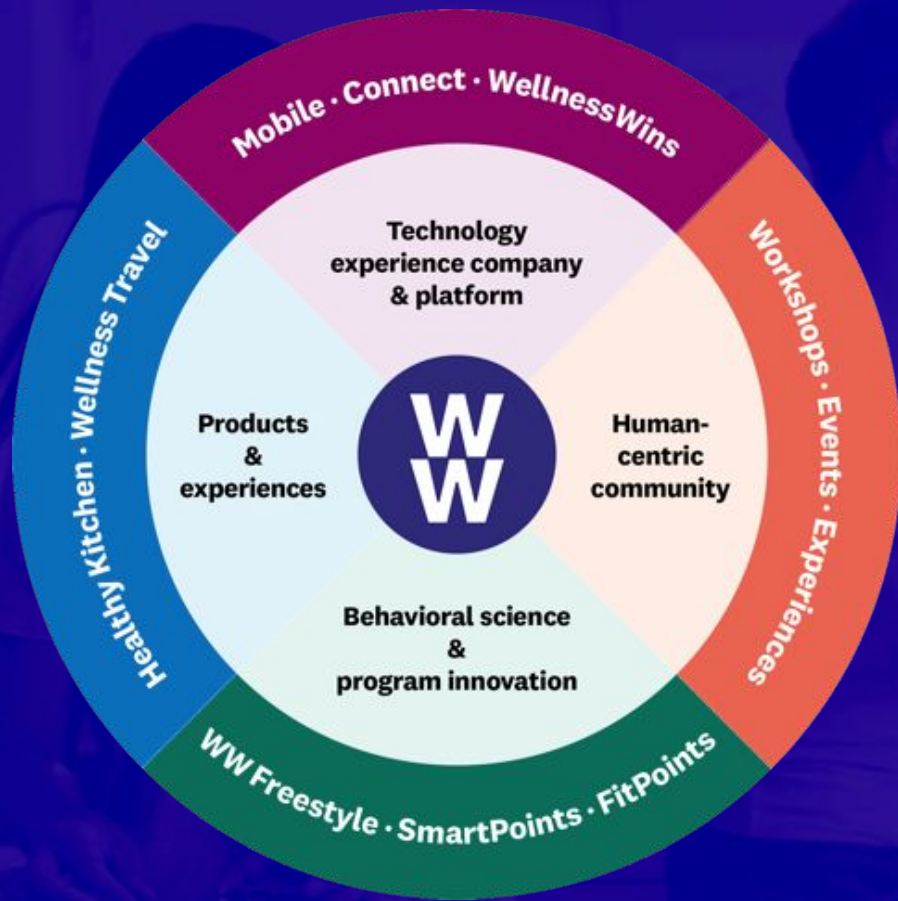 Mobile · Connect · WellnessWins
Technology
experience company
& platform
Healthy Kitchen · Wellness Travel
Products
&
experiences
W
W
Human-
centric
community
Workshops · Events · Experiences
Behavioral science
&
program innovation
WW Freestyle · SmartPoints · FitPoints